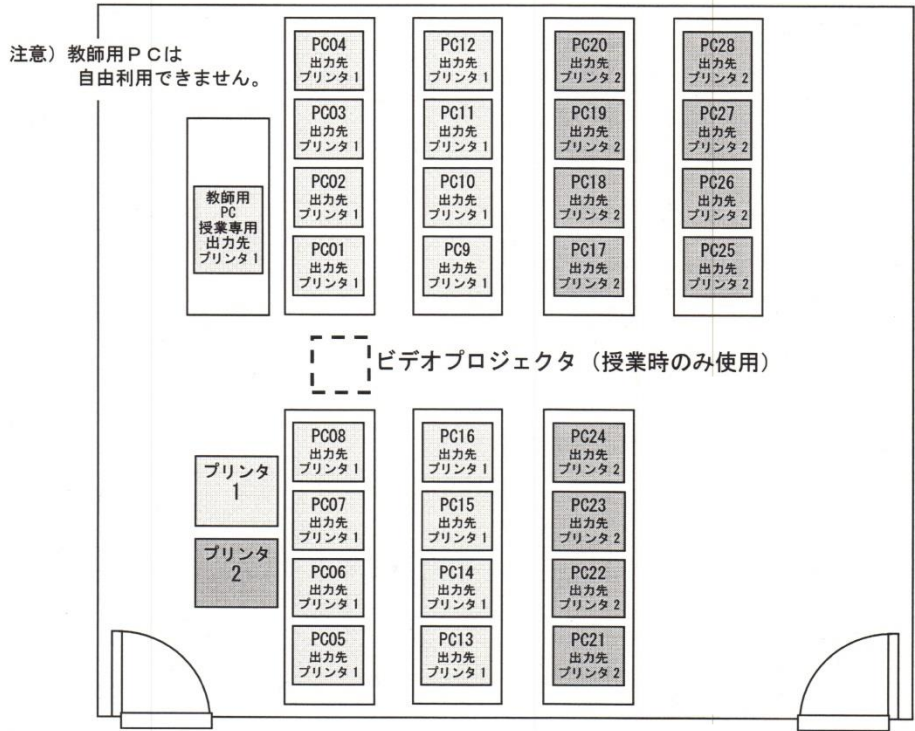 注意）教師用ＰＣは
自由利用できません。
教師用
PC
授業専用
出力先
プリンタ1
PC04
出力先
プリンタ1
PC03
出力先
プリンタ1
PC02
出力先
プリンタ1
PC01
出力先
プリンタ1
PC12
出力先
プリンタ1
PC11
出力先
プリンタ1
PC10
出力先
プリンタ1
PC9
出力先
プリンタ1
PC20
出力先
プリンタ2
PC19
出力先
プリンタ2
PC18
出力先
プリンタ2
PC17
出力先
プリンタ2
PC28
出力先
プリンタ2
PC27
出力先
プリンタ2
PC26
出力先
プリンタ2
PC25
出力先
プリンタ2
ビデオプロジェクタ（授業時のみ使用）
プリンタ
1
プリンタ
2
PC08
出力先
プリンタ1
PC07
出力先
プリンタ1
PC06
出力先
プリンタ1
PC05
出力先
プリンタ1
PC16
出力先
プリンタ1
PC15
出力先
プリンタ1
PC14
出力先
プリンタ1
PC13
出力先
プリンタ1
PC24
出力先
プリンタ2
PC23
出力先
プリンタ2
PC22
出力先
プリンタ2
PC21
出力先
プリンタ2